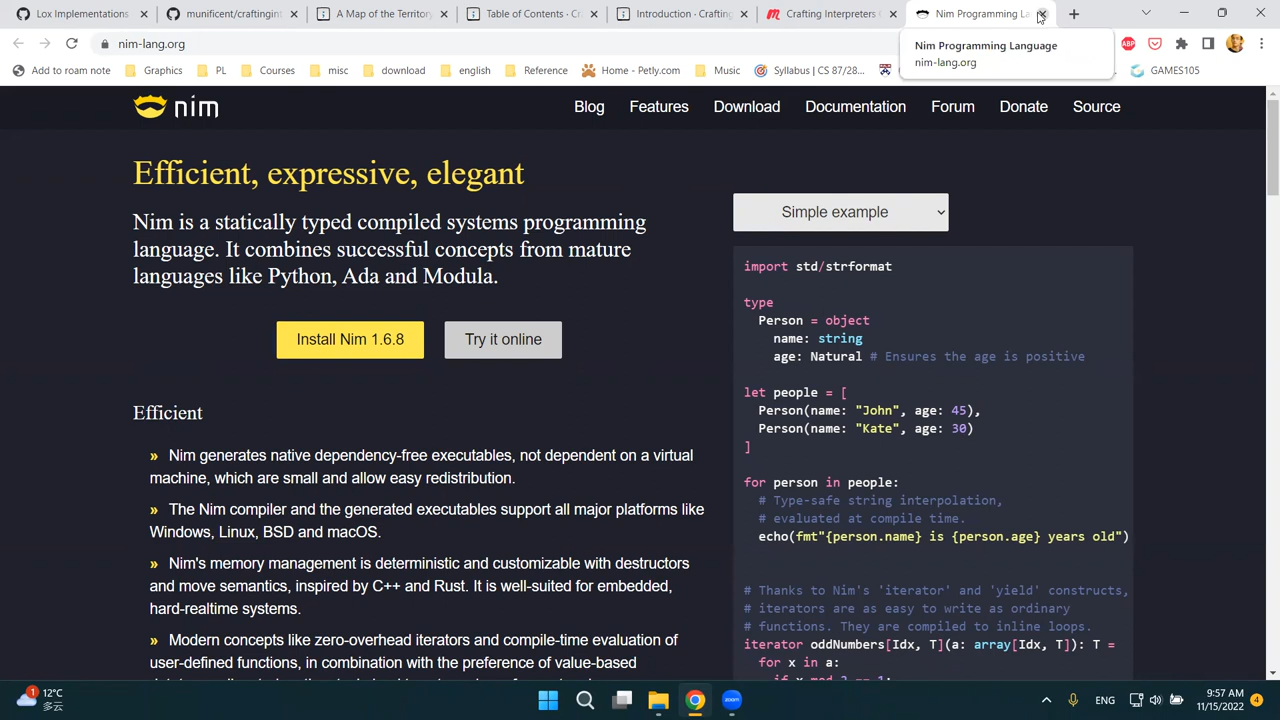 Lox Implementations
munificent/craftingint
A Map of the Territory
Table of Contents · Cr
Introduction · Crafting
Crafting Interpreters
Nim Programming La
nim-lang.org
Nim Programming Language
nim-lang.org
Add to roam note
Graphics
PL
Courses
misc
download
english
Reference
Home - Petly.com
Music
Syllabus | CS 87/28...
GAMES105
nim
Blog
Features
Download
Documentation
Forum
Donate
Source
Efficient, expressive, elegant
Nim is a statically typed compiled systems programming
language. It combines successful concepts from mature
languages like Python, Ada and Modula.
Install Nim 1.6.8
Try it online
Efficient
» Nim generates native dependency-free executables, not dependent on a virtual
machine, which are small and allow easy redistribution.
» The Nim compiler and the generated executables support all major platforms like
Windows, Linux, BSD and macOS.
» Nim's memory management is deterministic and customizable with destructors
and move semantics, inspired by C++ and Rust. It is well-suited for embedded,
hard-realtime systems.
» Modern concepts like zero-overhead iterators and compile-time evaluation of
user-defined functions, in combination with the preference of value-based
Simple example
import std/strformat
type
Person = object
name: string
age: Natural # Ensures the age is positive
let people = [
Person(name: "John", age: 45),
Person(name: "Kate", age: 30)
]
for person in people:
# Type-safe string interpolation,
# evaluated at compile time.
echo(fmt"{person.name} is {person.age} years old")
# Thanks to Nim's 'iterator' and 'yield' constructs,
# iterators are as easy to write as ordinary
# functions. They are compiled to inline loops.
iterator oddNumbers[Idx, T](a: array[Idx, T]): T =
for x in a:
if x mod 2 == 1:
1
12°C
多云
zoom
ENG
9:57 AM
11/15/2022
4